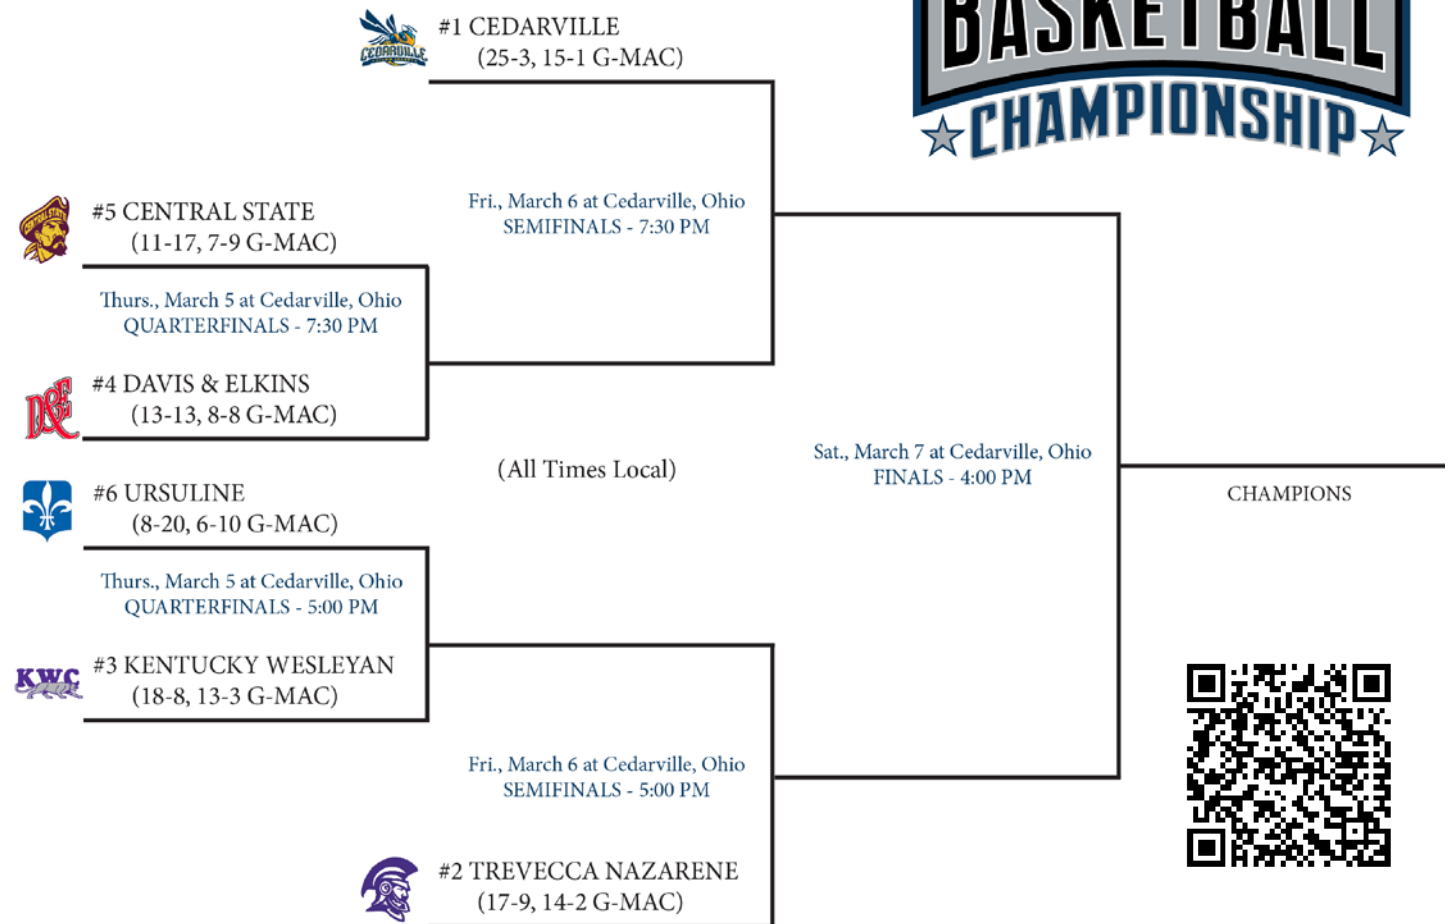 #1 CEDARVILLE
(25-3, 15-1 G-MAC)
CEDARVILLE
BASKETBALL
CHAMPIONSHIP
Fri., March 6 at Cedarville, Ohio
SEMIFINALS - 7:30 PM
CENTRAL STATE
#5 CENTRAL STATE
(11-17, 7-9 G-MAC)
Thurs., March 5 at Cedarville, Ohio
QUARTERFINALS - 7:30 PM
D&E
#4 DAVIS & ELKINS
(13-13, 8-8 G-MAC)
(All Times Local)
Sat., March 7 at Cedarville, Ohio
FINALS - 4:00 PM
CHAMPIONS
#6 URSULINE
(8-20, 6-10 G-MAC)
Thurs., March 5 at Cedarville, Ohio
QUARTERFINALS - 5:00 PM
KWC
#3 KENTUCKY WESLEYAN
(18-8, 13-3 G-MAC)
Fri., March 6 at Cedarville, Ohio
SEMIFINALS - 5:00 PM
#2 TREVECCA NAZARENE
(17-9, 14-2 G-MAC)